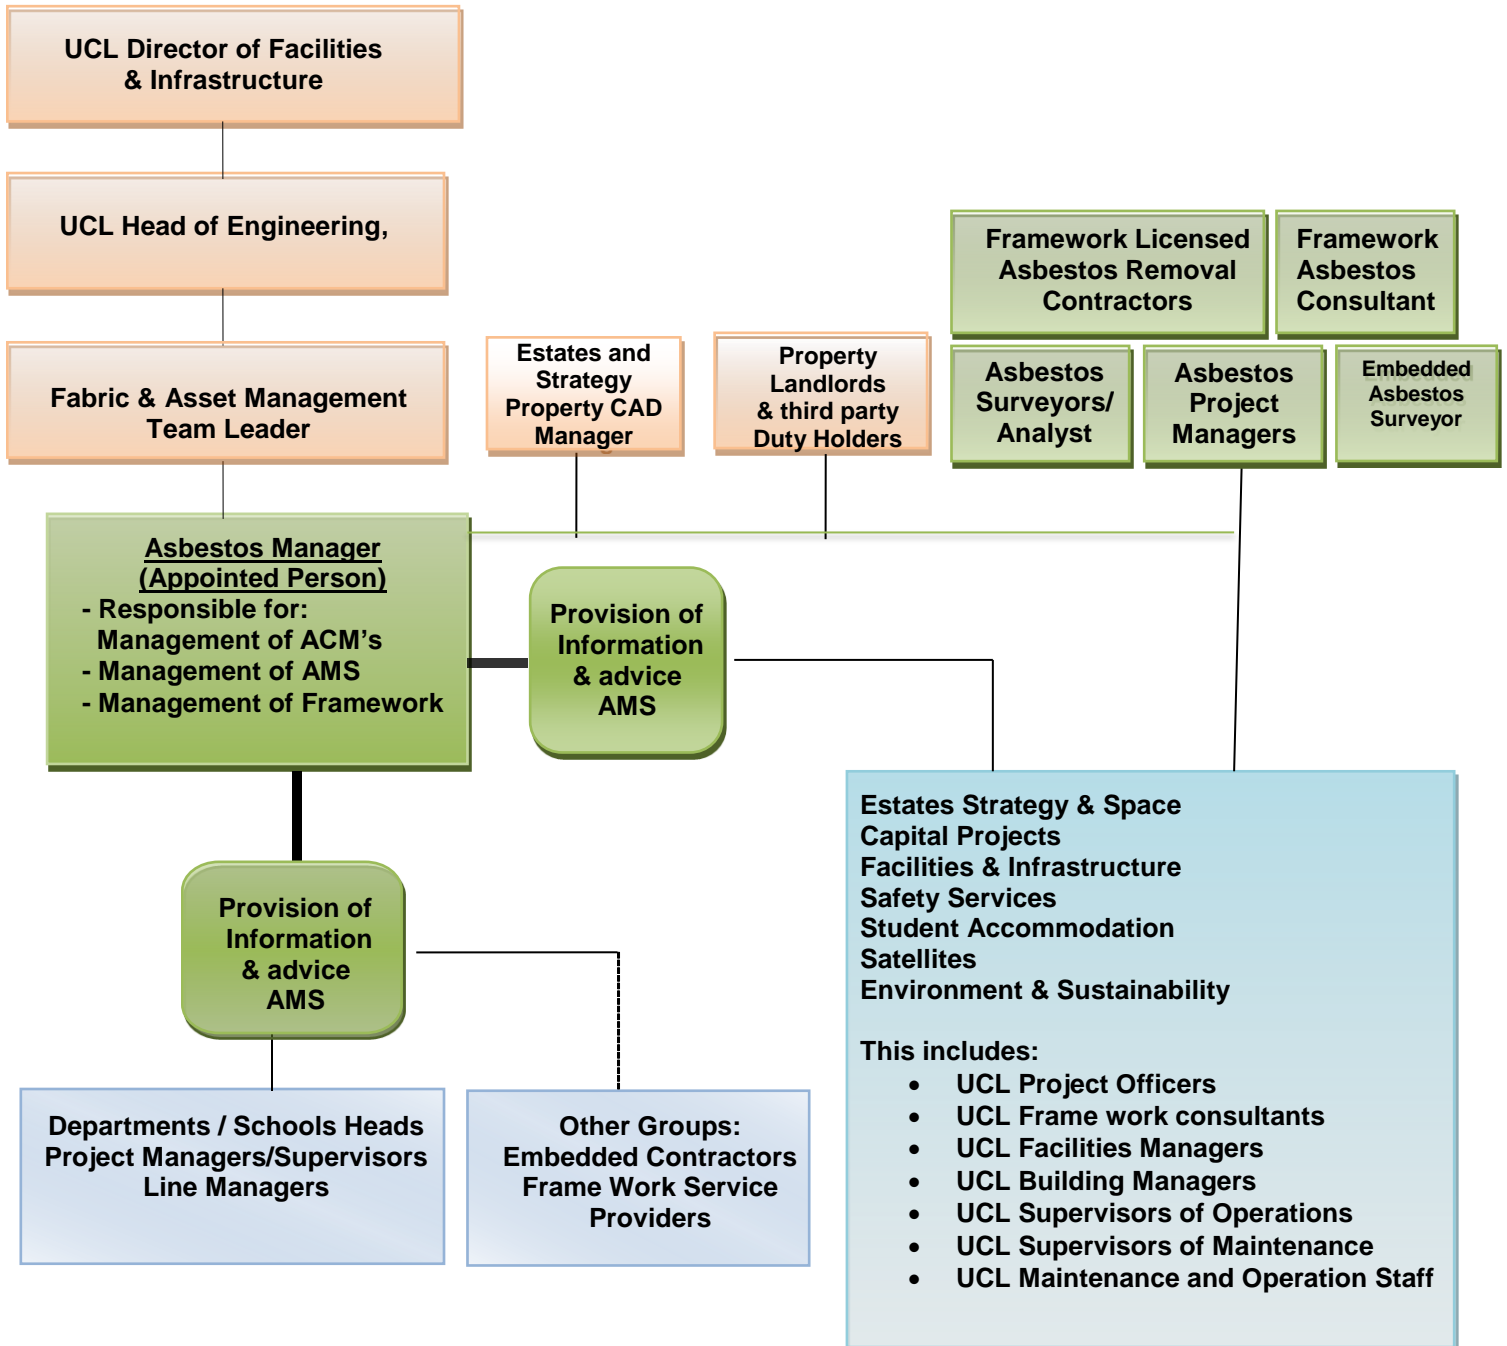 UCL Director of Facilities
& Infrastructure
UCL Head of Engineering,
Framework Licensed
Asbestos Removal
Contractors
Framework
Asbestos
Consultant
Fabric & Asset Management
Team Leader
Estates and
Strategy
Property CAD
Manager
Property
Landlords
& third party
Duty Holders
Asbestos
Surveyors/
Analyst
Asbestos
Project
Managers
Embedded
Asbestos
Surveyor
Asbestos Manager
(Appointed Person)
- Responsible for:
Management of ACM’s
- Management of AMS
- Management of Framework
Provision of
Information
& advice
AMS
Provision of
Information
& advice
AMS
Estates Strategy & Space
Capital Projects
Facilities & Infrastructure
Safety Services
Student Accommodation
Satellites
Environment & Sustainability
This includes:
• UCL Project Officers
• UCL Frame work consultants
• UCL Facilities Managers
• UCL Building Managers
• UCL Supervisors of Operations
• UCL Supervisors of Maintenance
• UCL Maintenance and Operation Staff
Departments / Schools Heads
Project Managers/Supervisors
Line Managers
Other Groups:
Embedded Contractors
Frame Work Service
Providers